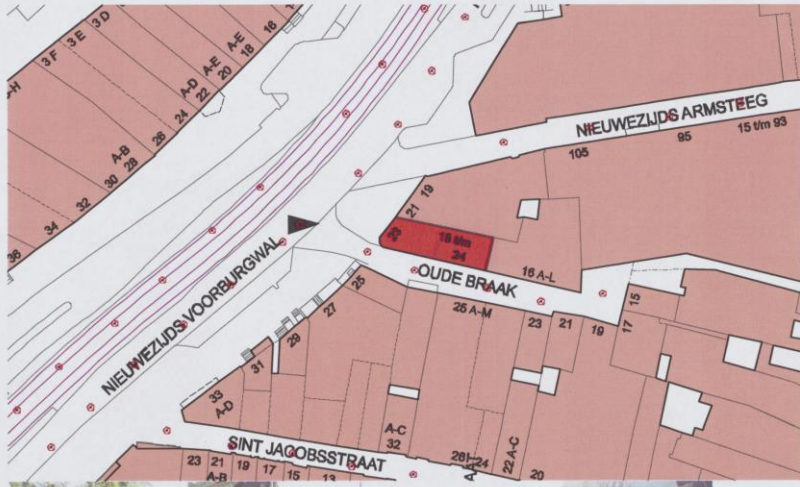 3 D
3 E
3 F
16
A-E
18
A-E
20
22
A-D
24
26
A-B
28
30
32
34
36
NIEUWEZIJDS ARMSTEEG
105
95
15 t/m 93
19
21
23
18 t/m
24
16 A-L
OUDE BRAAK
NIEUWEZIJDS VOORBURGWAL
25
27
29
31
33
A-D
25 A-M
23
21
19
17
15
SINT JACOBSSTRAAT
A-C
32
26
24
22 A-C
20
23
21
A-B
19
17
15
13